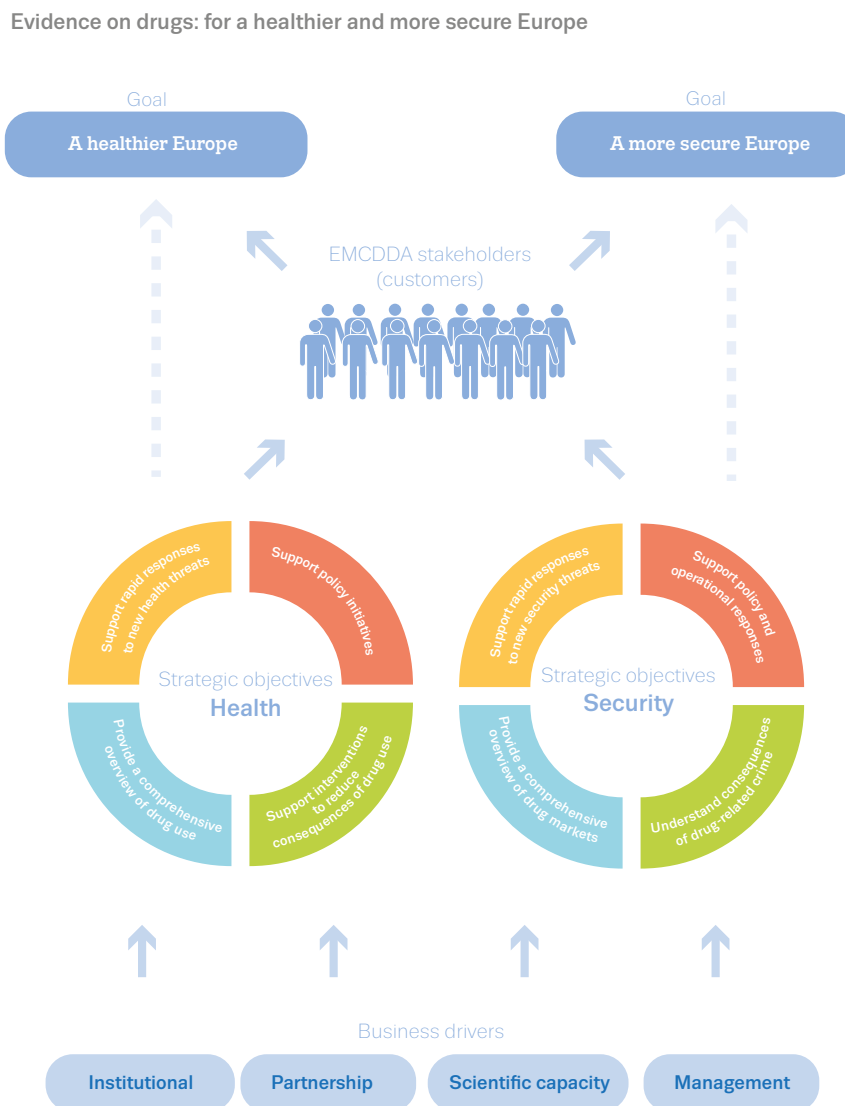 Evidence on drugs: for a healthier and more secure Europe
Goal
A healthier Europe
Goal
A more secure Europe
EMCDDA stakeholders
(customers)
Support rapid responses
to new health threats
Support policy initiatives
Strategic objectives
Health
Provide a comprehensive
overview of drug use
Support interventions
to reduce
consequences of drug use
Support rapid responses
to new security threats
Support policy and
operational responses
Strategic objectives
Security
Provide a comprehensive
overview of drug markets
Understand consequences
of drug-related crime
Business drivers
Institutional
Partnership
Scientific capacity
Management